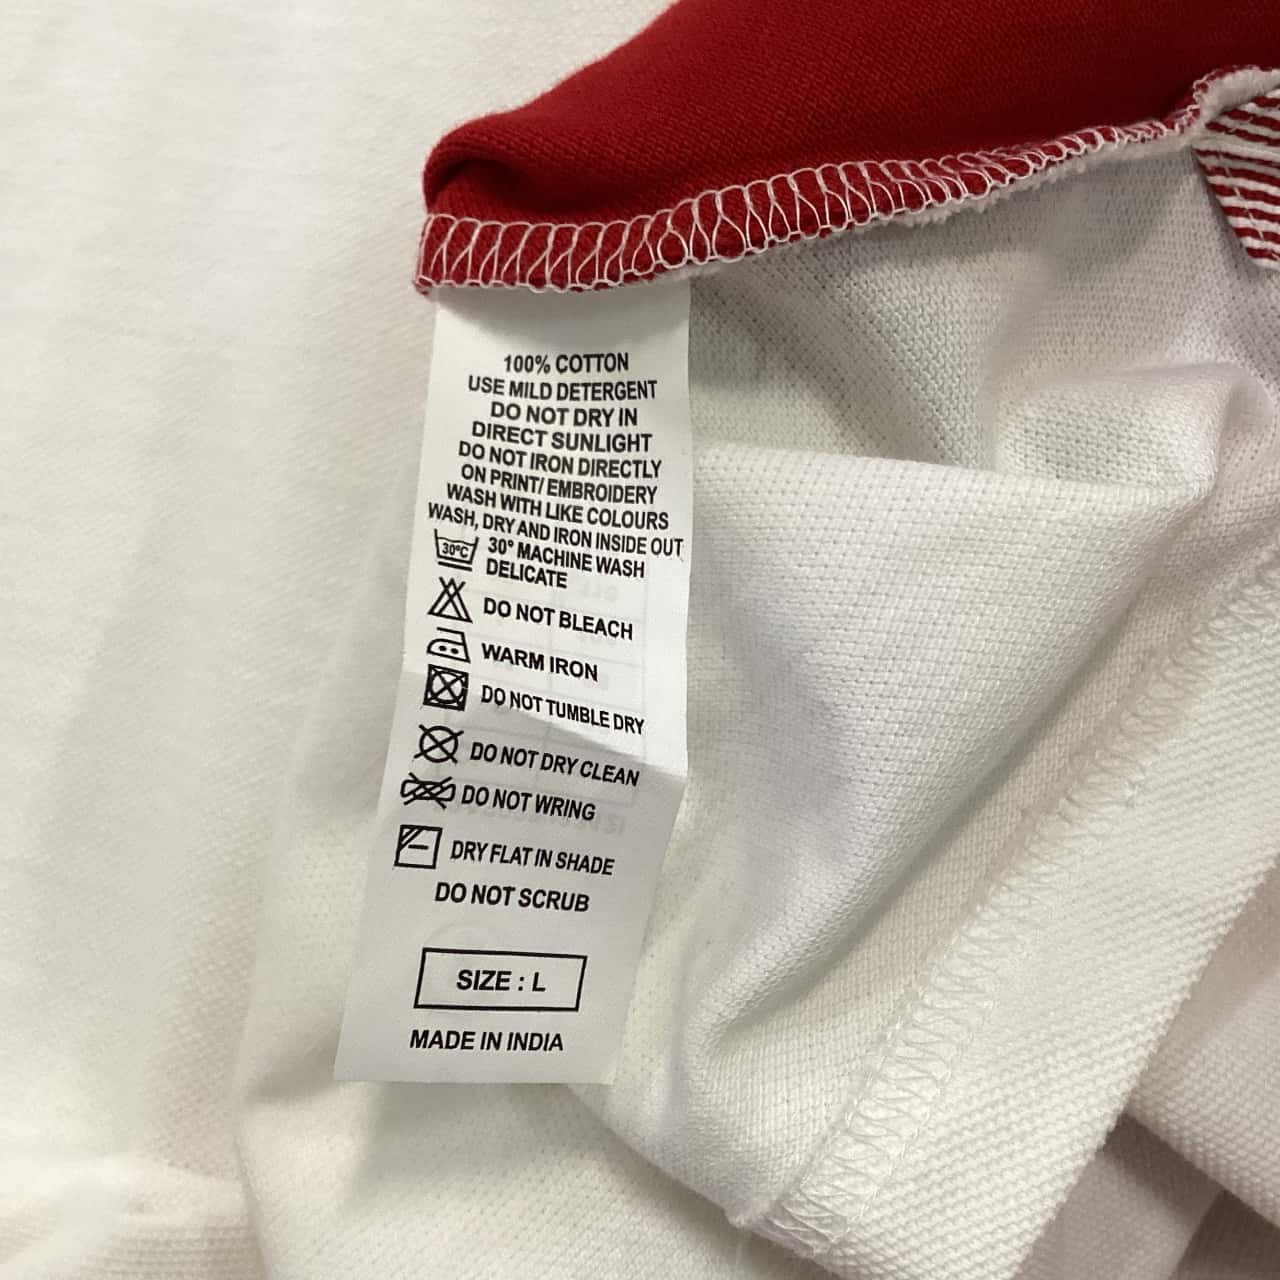 100% COTTON
USE MILD DETERGENT
DO NOT DRY IN
DIRECT SUNLIGHT
DO NOT IRON DIRECTLY
ON PRINT/ EMBROIDERY
WASH WITH LIKE COLOURS
WASH, DRY AND IRON INSIDE OUT
30°C 30° MACHINE WASH
DELICATE
DO NOT BLEACH
WARM IRON
DO NOT TUMBLE DRY
DO NOT DRY CLEAN
DO NOT WRING
DRY FLAT IN SHADE
DO NOT SCRUB
SIZE : L
MADE IN INDIA